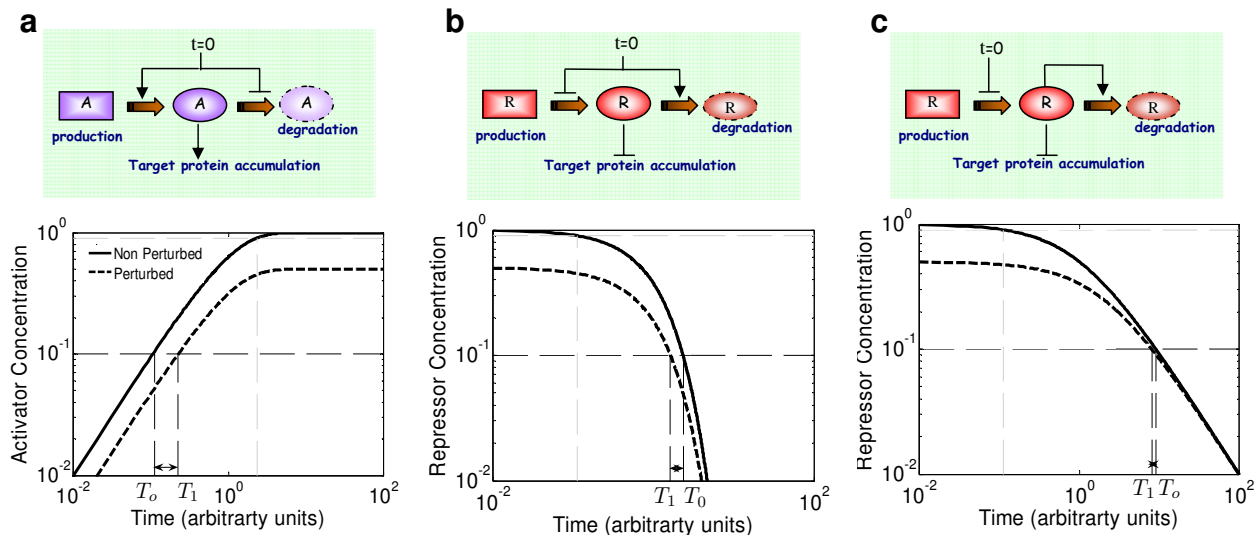 a
t=0
A
A
A
production
degradation
Target protein accumulation
Activator Concentration
10^0
10^-1
10^-2
Non Perturbed
Perturbed
10^-2
10^0
10^2
T_o
T_1
Time (arbitrarty units)
b
t=0
R
R
R
production
degradation
Target protein accumulation
Repressor Concentration
10^0
10^-1
10^-2
10^-2
10^2
T_1
T_0
Time (arbitrarty units)
c
t=0
R
R
R
production
degradation
Target protein accumulation
Repressor Concentration
10^0
10^-1
10^-2
10^-2
10^0
10^2
T_1
T_o
Time (arbitrarty units)